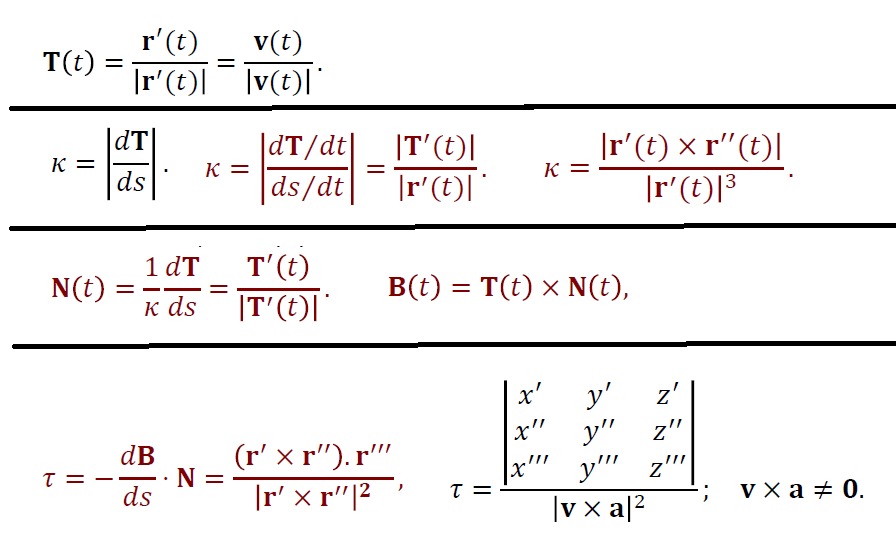 𝐓(t) = 𝐫′(t) / |𝐫′(t)| = 𝐯(t) / |𝐯(t)| .
κ = |d𝐓/ds| . κ = |(d𝐓/dt) / (ds/dt)| = |𝐓′(t)| / |𝐫′(t)| . κ = |𝐫′(t) × 𝐫′′(t)| / |𝐫′(t)|³ .
𝐍(t) = (1/κ) (d𝐓/ds) = 𝐓′(t) / |𝐓′(t)| . 𝐁(t) = 𝐓(t) × 𝐍(t),
τ = − (d𝐁/ds) · 𝐍 = (𝐫′ × 𝐫′′). 𝐫′′′ / |𝐫′ × 𝐫′′|² , τ = |x′ y′ z′; x′′ y′′ z′′; x′′′ y′′′ z′′′| / |𝐯 × 𝐚|² ; 𝐯 × 𝐚 ≠ 𝟎.